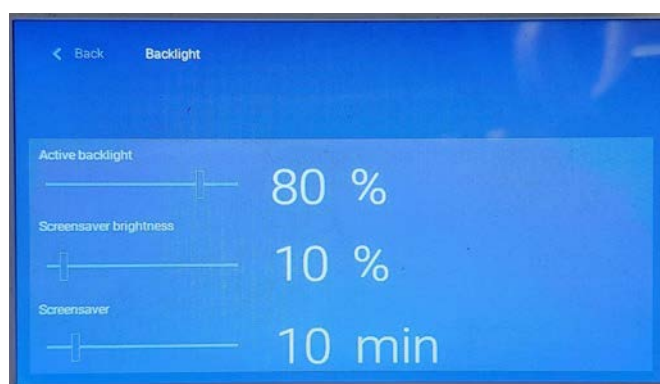 Back Backlight
Active backlight
80 %
Screensaver brightness
10 %
Screensaver
10 min